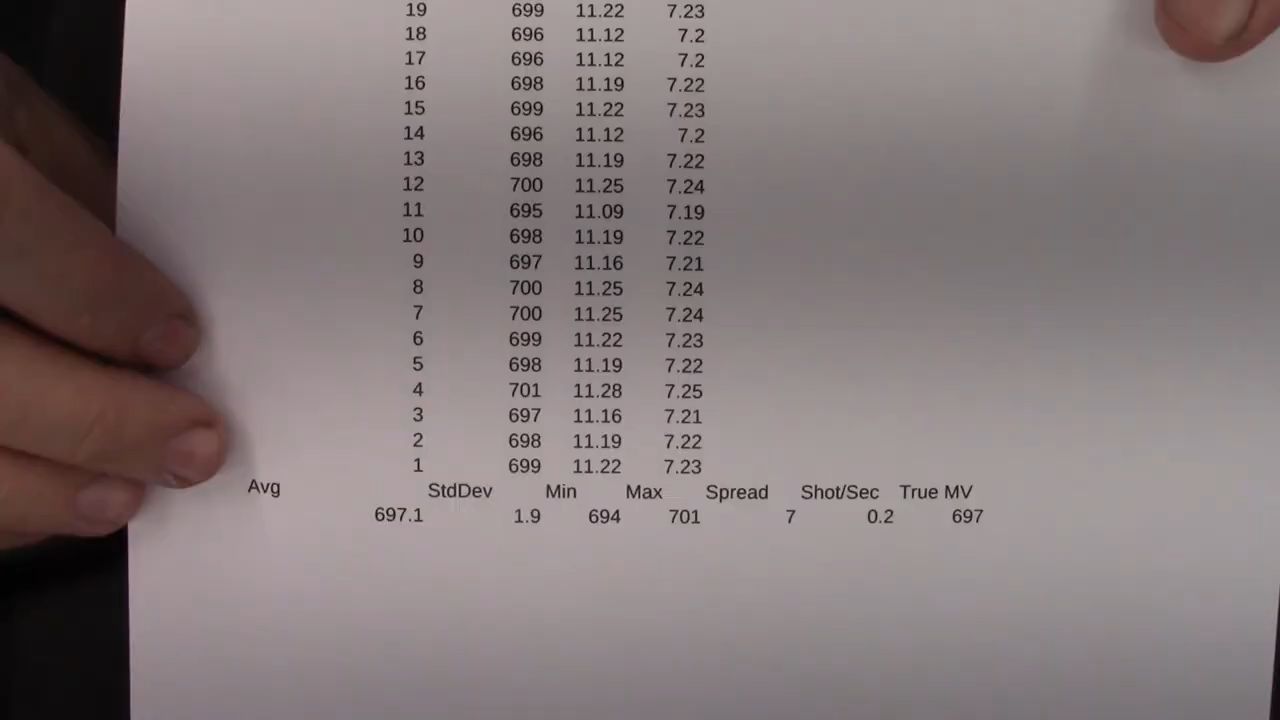 19 699 11.22 7.23
18 696 11.12 7.2
17 696 11.12 7.2
16 698 11.19 7.22
15 699 11.22 7.23
14 696 11.12 7.2
13 698 11.19 7.22
12 700 11.25 7.24
11 695 11.09 7.19
10 698 11.19 7.22
9 697 11.16 7.21
8 700 11.25 7.24
7 700 11.25 7.24
6 699 11.22 7.23
5 698 11.19 7.22
4 701 11.28 7.25
3 697 11.16 7.21
2 698 11.19 7.22
1 699 11.22 7.23
Avg StdDev Min Max Spread Shot/Sec True MV
697.1 1.9 694 701 7 0.2 697